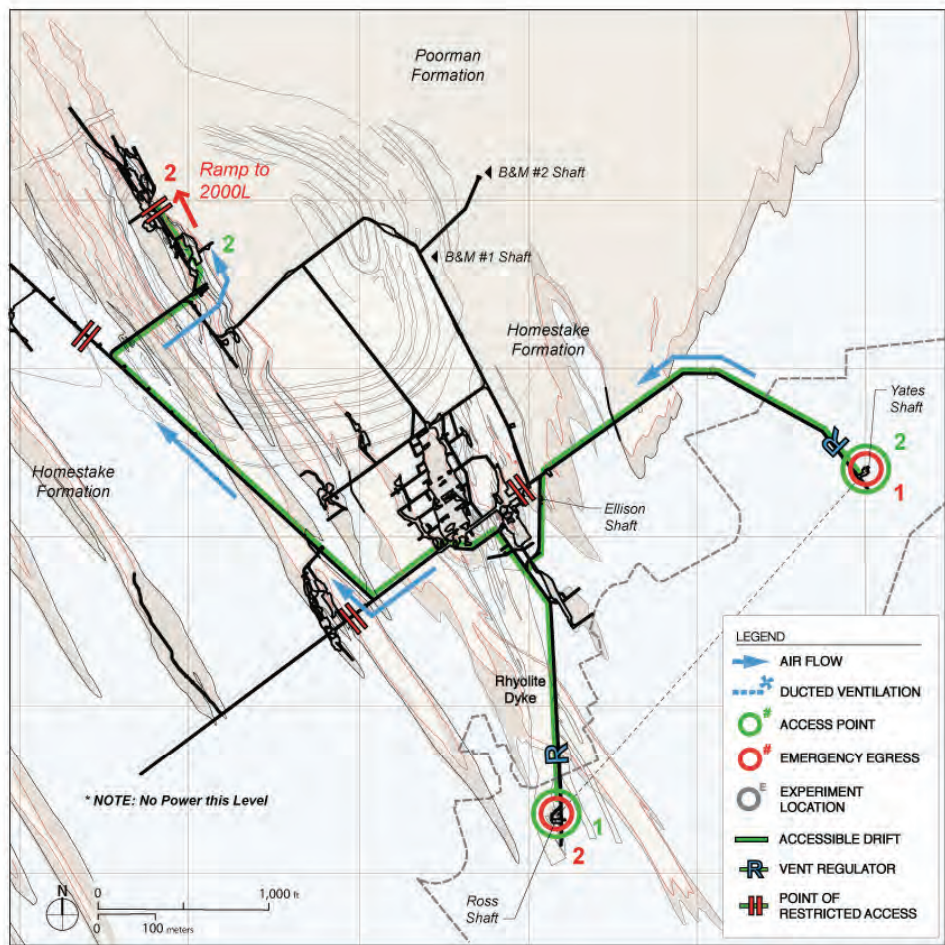 Poorman
Formation
2
Ramp to
2000L
B&M #2 Shaft
2
B&M #1 Shaft
Homestake
Formation
Yates
Shaft
R
2
1
Homestake
Formation
Ellison
Shaft
Rhyolite
Dyke
R
* NOTE: No Power this Level
1
2
N
0
1,000 ft
0
100 meters
Ross
Shaft
LEGEND
AIR FLOW
DUCTED VENTILATION
# ACCESS POINT
# EMERGENCY EGRESS
E EXPERIMENT
LOCATION
ACCESSIBLE DRIFT
R VENT REGULATOR
POINT OF
RESTRICTED ACCESS